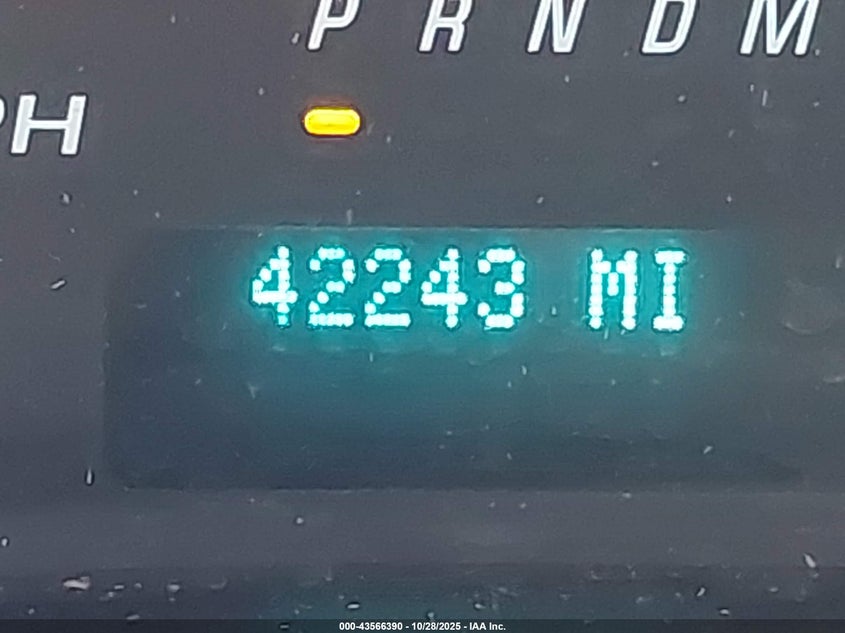 P R N D M
PH
42243 MI
000-43566390 - 10/28/2025 - IAA Inc.